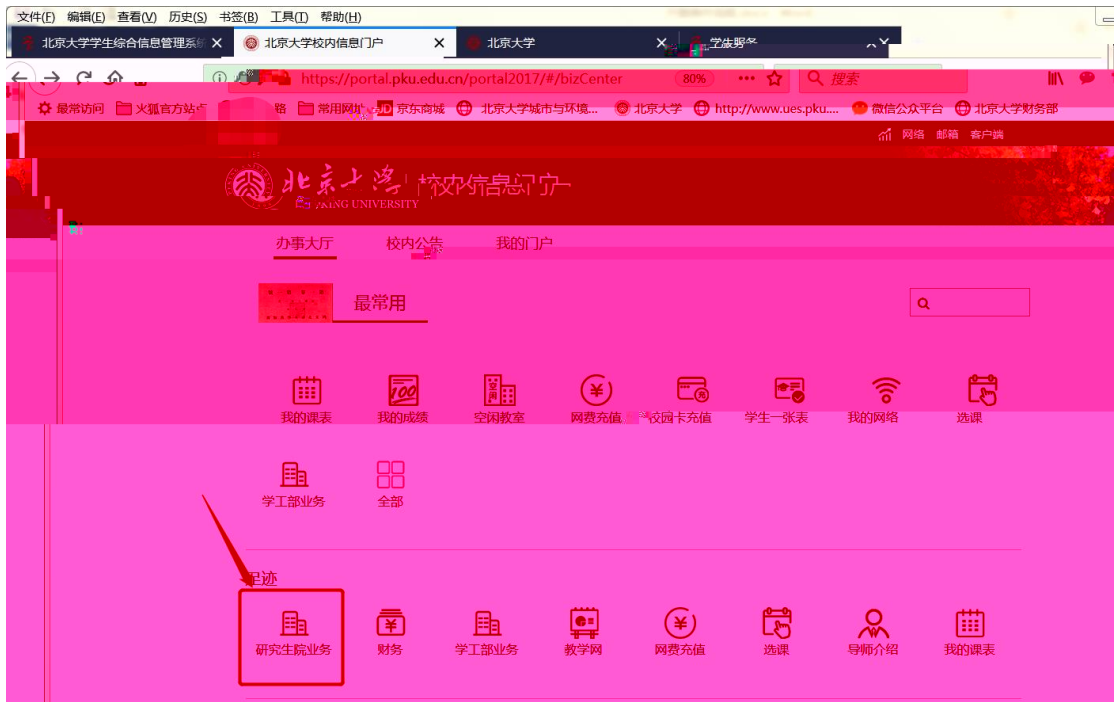 文件(F) 编辑(E) 查看(V) 历史(S) 书签(B) 工具(T) 帮助(H)
北京大学学生综合信息管理系统 北京大学校内信息门户 北京大学
https://portal.pku.edu.cn/portal2017/#/bizCenter 80% 搜索
最常访问 火狐官方站点 常用网址 JD 京东商城 北京大学城市与环境... 北京大学 http://www.ues.pku.... 微信公众平台 北京大学财务部
网络 邮箱 客户端
北京大学 校内信息门户
UNIVERSITY
办事大厅 校内公告 我的门户
最常用
我的课表 我的成绩 空闲教室 网费充值 校园卡充值 学生一张表 我的网络 选课
学工部业务 全部
足迹
研究生院业务 财务 学工部业务 教学网 网费充值 选课 导师介绍 我的课表